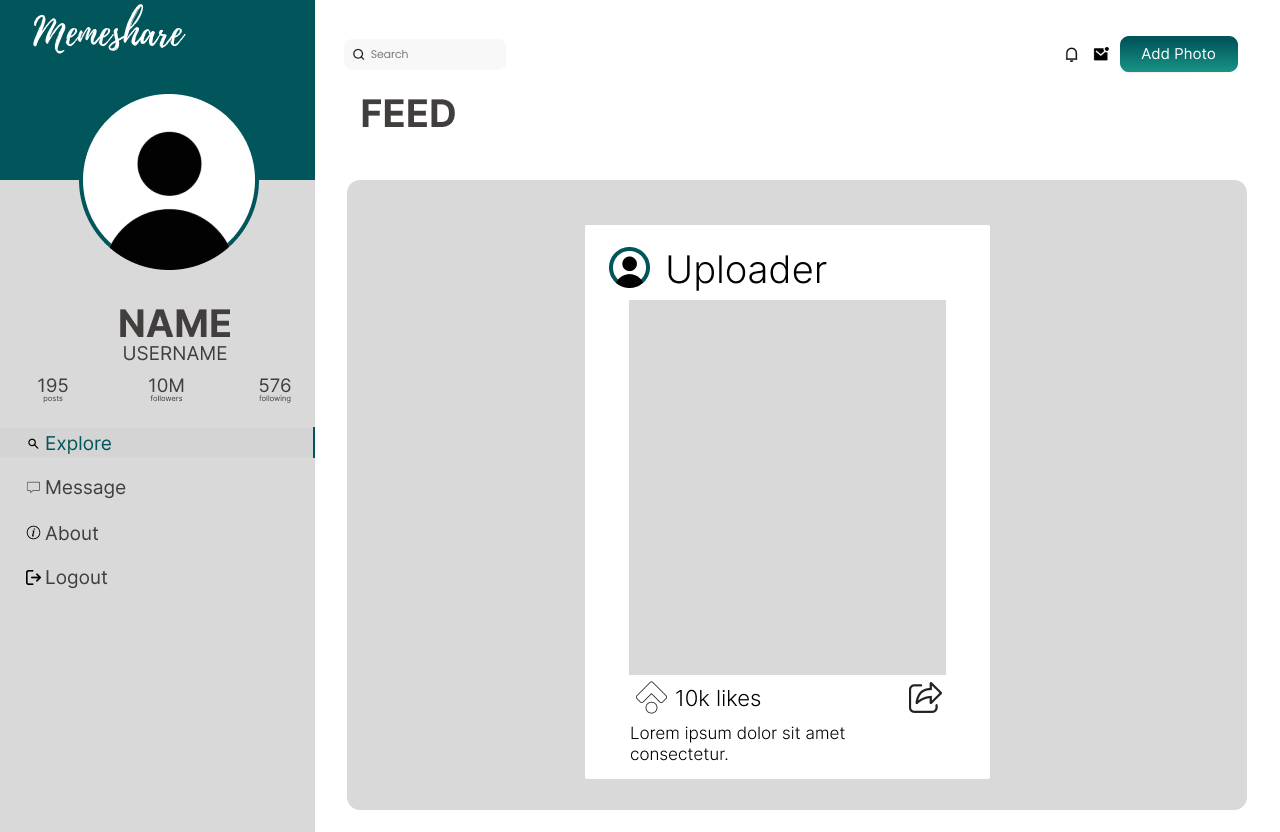 Memeshare
Search
Add Photo
FEED
NAME
USERNAME
195
posts
10M
followers
576
following
Explore
Message
About
Logout
Uploader
10k likes
Lorem ipsum dolor sit amet
consectetur.